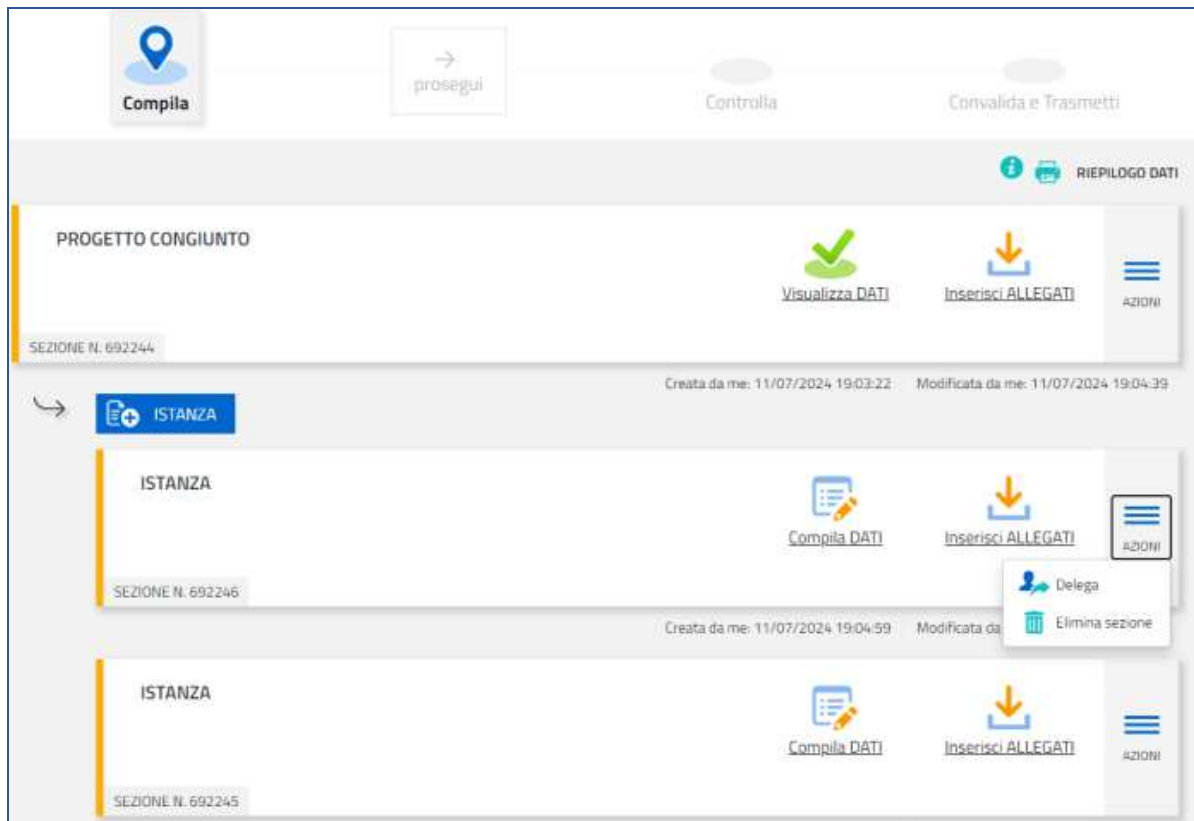 Compila
→
prosegui
Controlla
Convalida e Trasmetti
RIEPILOGO DATI
PROGETTO CONGIUNTO
Visualizza DATI
Inserisci ALLEGATI
AZIONI
SEZIONE N. 692244
Creata da me: 11/07/2024 19:03:22 Modificata da me: 11/07/2024 19:04:39
ISTANZA
ISTANZA
Compila DATI
Inserisci ALLEGATI
AZIONI
Delega
SEZIONE N. 692246
Elimina sezione
Creata da me: 11/07/2024 19:04:59 Modificata da
ISTANZA
Compila DATI
Inserisci ALLEGATI
AZIONI
SEZIONE N. 692245